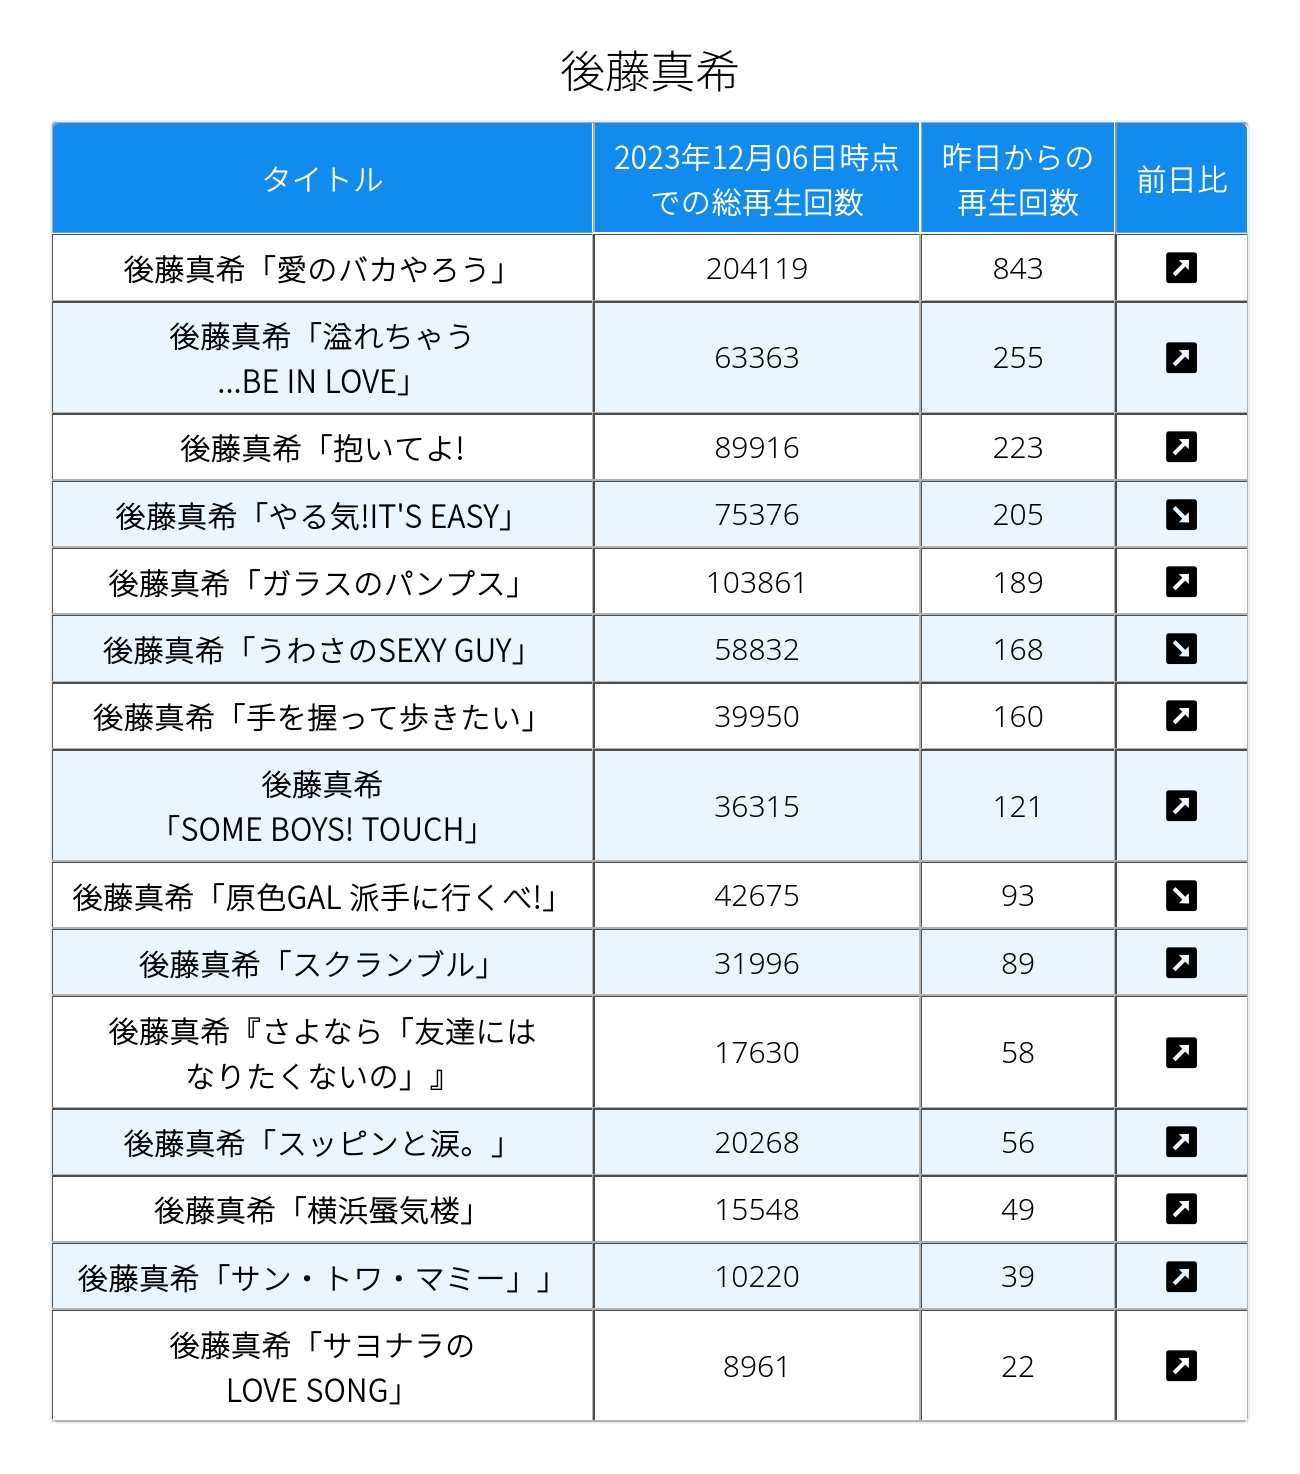 後藤真希
タイトル
2023年12月06日時点
での総再生回数
昨日からの
再生回数
前日比
後藤真希「愛のバカやろう」 204119 843
後藤真希「溢れちゃう
...BE IN LOVE」 63363 255
後藤真希「抱いてよ! 89916 223
後藤真希「やる気!IT'S EASY」 75376 205
後藤真希「ガラスのパンプス」 103861 189
後藤真希「うわさのSEXY GUY」 58832 168
後藤真希「手を握って歩きたい」 39950 160
後藤真希
「SOME BOYS! TOUCH」 36315 121
後藤真希「原色GAL 派手に行くべ!」 42675 93
後藤真希「スクランブル」 31996 89
後藤真希『さよなら「友達には
なりたくないの」』 17630 58
後藤真希「スッピンと涙。」 20268 56
後藤真希「横浜蜃気楼」 15548 49
後藤真希「サン・トワ・マミー」」 10220 39
後藤真希「サヨナラの
LOVE SONG」 8961 22